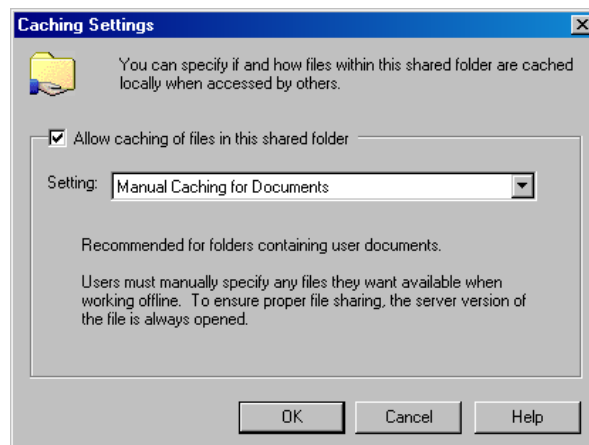 Caching Settings
You can specify if and how files within this shared folder are cached
locally when accessed by others.
Allow caching of files in this shared folder
Setting: Manual Caching for Documents
Recommended for folders containing user documents.
Users must manually specify any files they want available when
working offline. To ensure proper file sharing, the server version of
the file is always opened.
OK Cancel Help